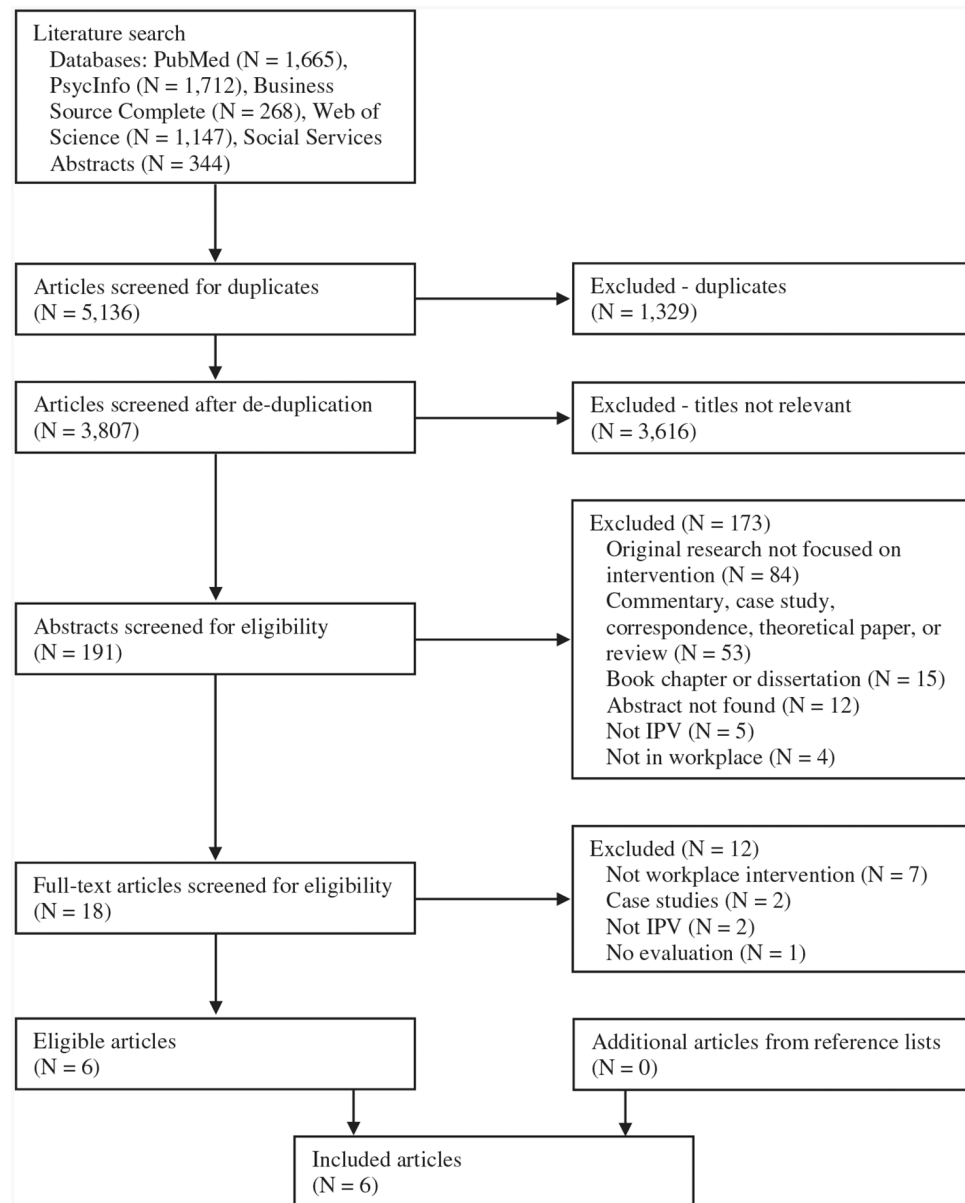 Literature search
Databases: PubMed (N = 1,665),
PsycInfo (N = 1,712), Business
Source Complete (N = 268), Web of
Science (N = 1,147), Social Services
Abstracts (N = 344)
Articles screened for duplicates
(N = 5,136)
Excluded - duplicates
(N = 1,329)
Articles screened after de-duplication
(N = 3,807)
Excluded - titles not relevant
(N = 3,616)
Abstracts screened for eligibility
(N = 191)
Excluded (N = 173)
Original research not focused on
intervention (N = 84)
Commentary, case study,
correspondence, theoretical paper, or
review (N = 53)
Book chapter or dissertation (N = 15)
Abstract not found (N = 12)
Not IPV (N = 5)
Not in workplace (N = 4)
Full-text articles screened for eligibility
(N = 18)
Excluded (N = 12)
Not workplace intervention (N = 7)
Case studies (N = 2)
Not IPV (N = 2)
No evaluation (N = 1)
Eligible articles
(N = 6)
Additional articles from reference lists
(N = 0)
Included articles
(N = 6)